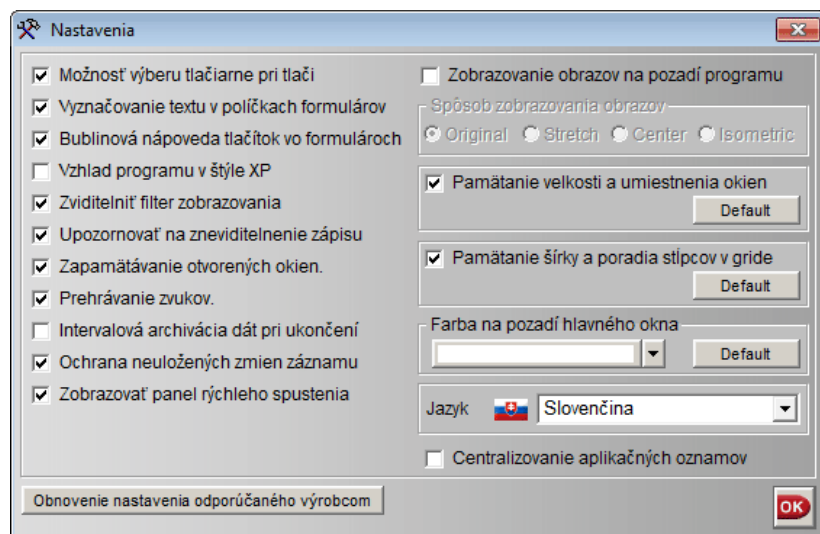 Nastavenia
Možnosť výberu tlačiarne pri tlači
Vyznačovanie textu v políčkach formulárov
Bublinová nápoveda tlačítok vo formulároch
Vzhlad programu v štýle XP
Zviditelniť filter zobrazovania
Upozornovať na zneviditelnenie zápisu
Zapamätávanie otvorených okien.
Prehrávanie zvukov.
Intervalová archivácia dát pri ukončení
Ochrana neuložených zmien záznamu
Zobrazovať panel rýchleho spustenia
Zobrazovanie obrazov na pozadí programu
Spôsob zobrazovania obrazov
Original Stretch Center Isometric
Pamätanie velkosti a umiestnenia okien
Default
Pamätanie šírky a poradia stĺpcov v gride
Default
Farba na pozadí hlavného okna
Default
Jazyk Slovenčina
Centralizovanie aplikačných oznamov
Obnovenie nastavenia odporúčaného výrobcom
OK